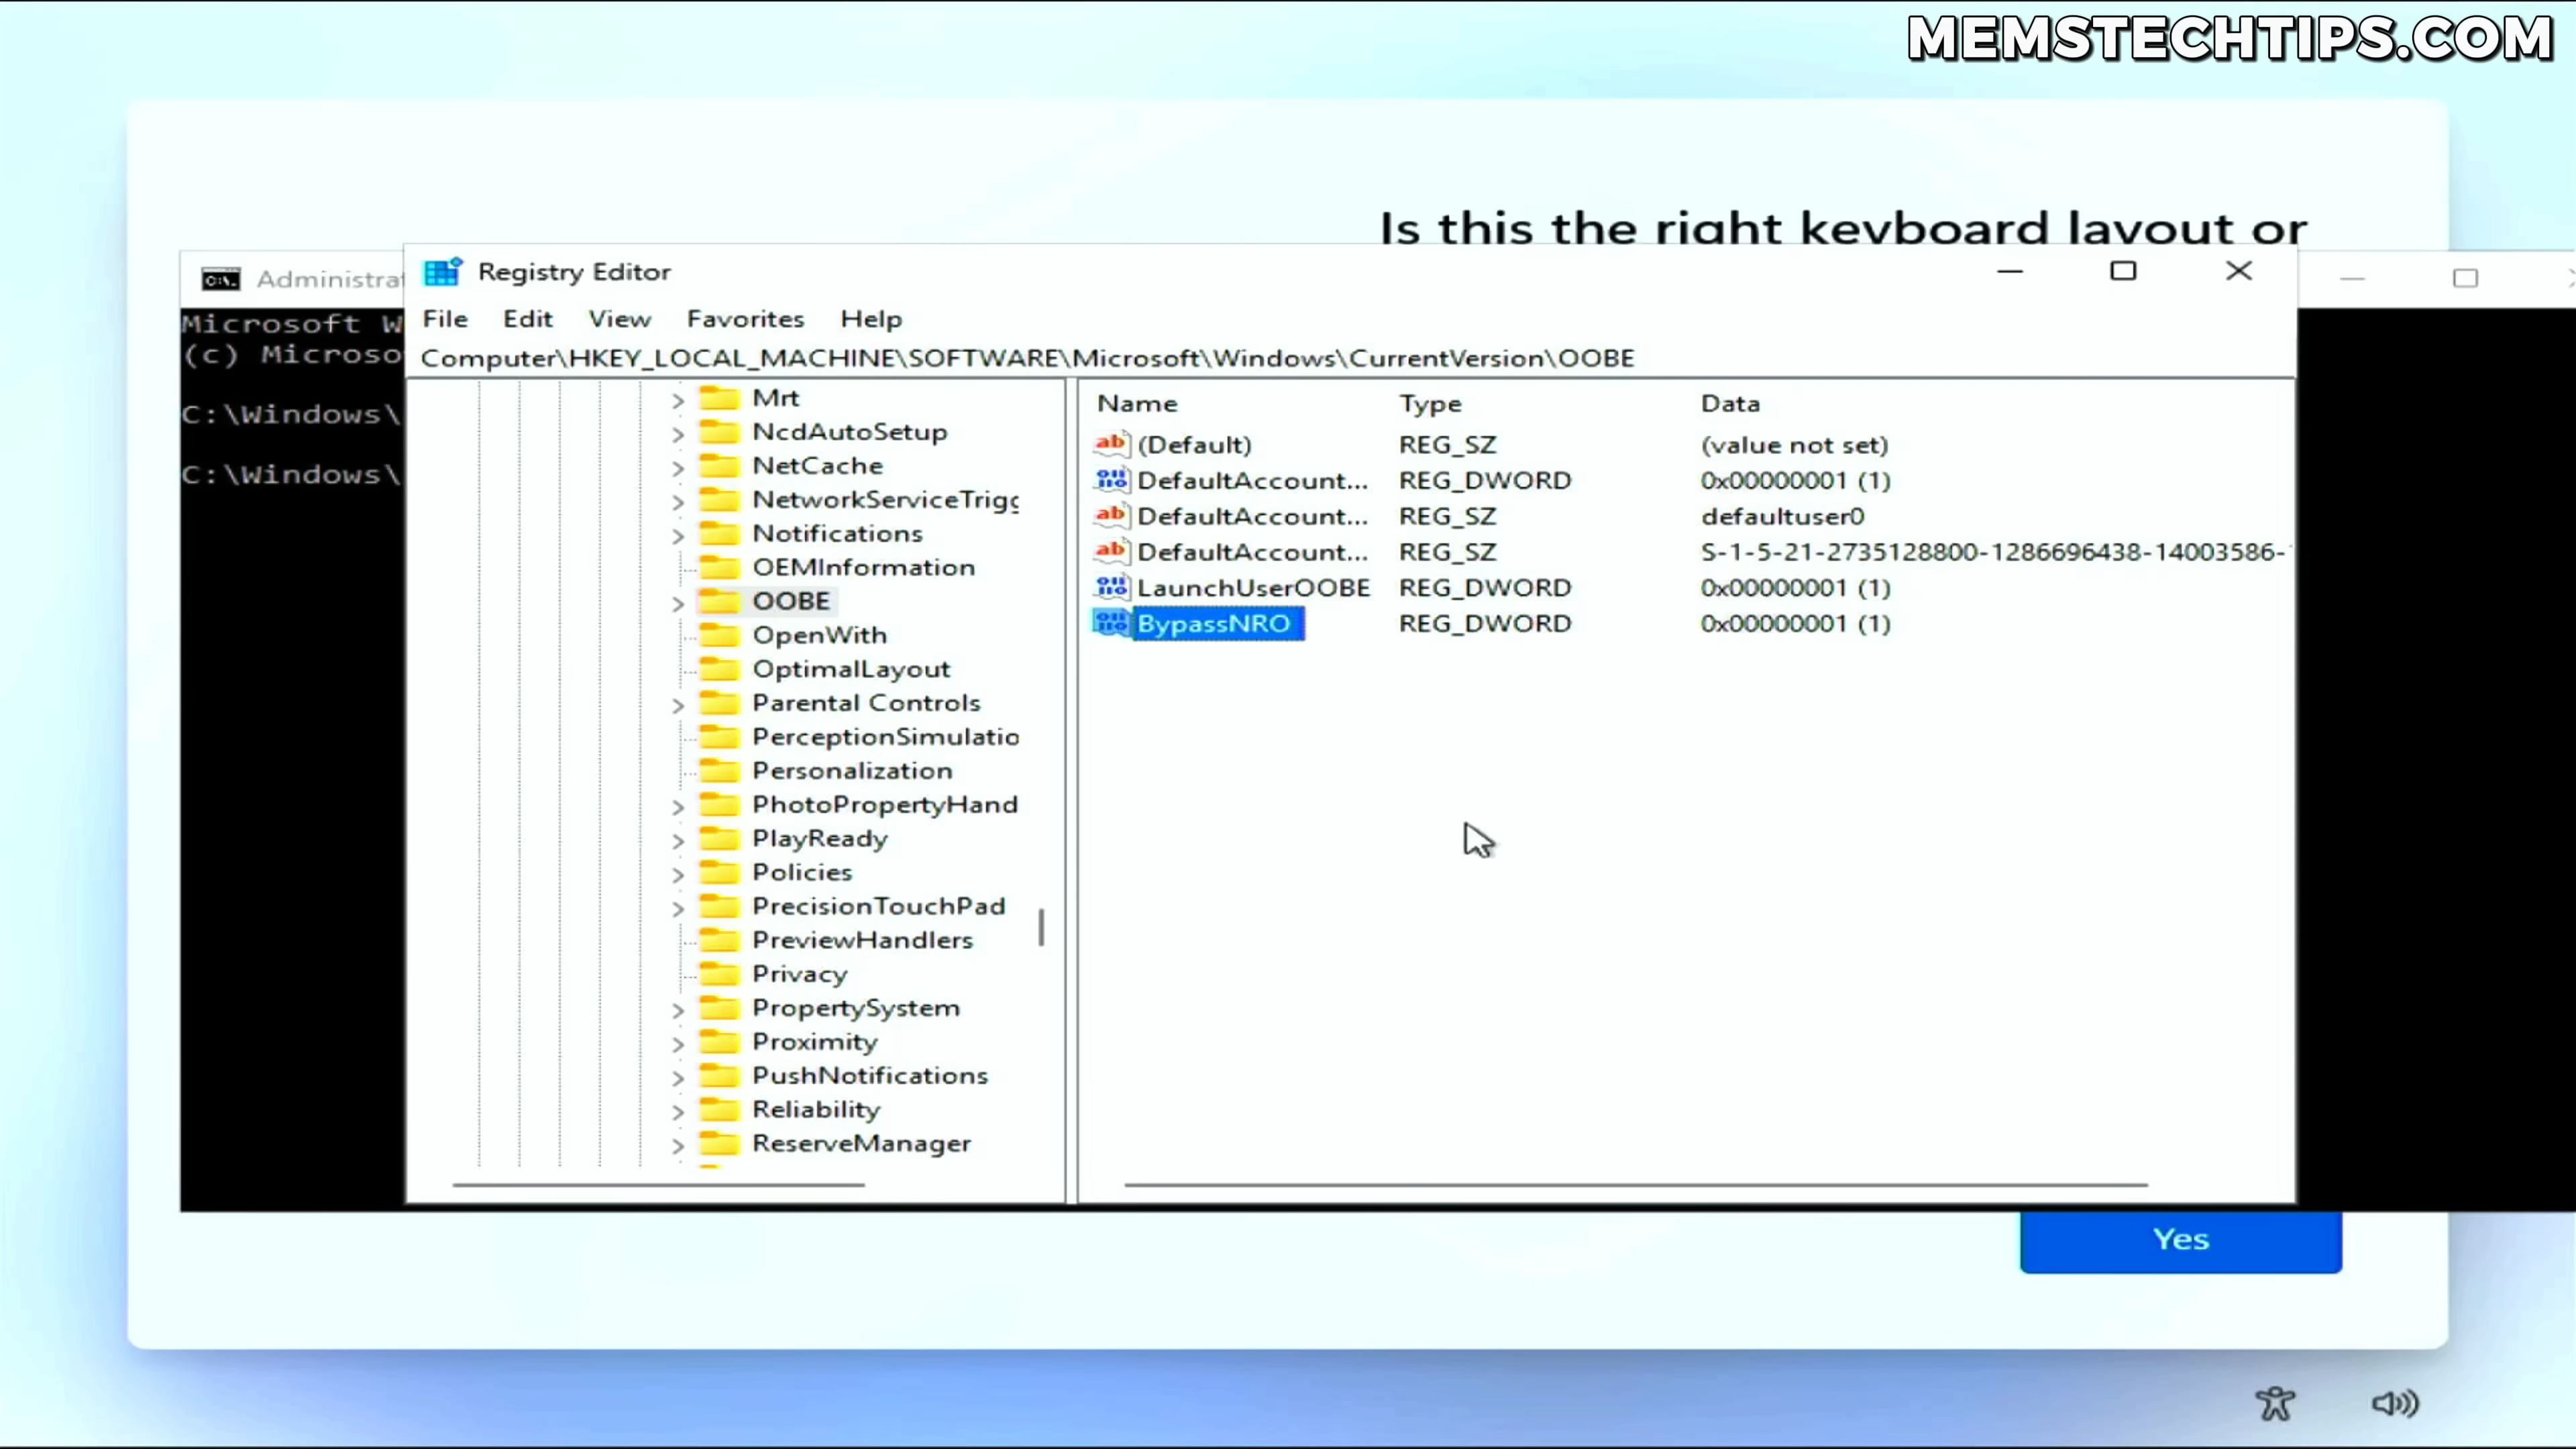 MEMSTECHTIPS.COM
Is this the right keyboard layout or
Administrat
Microsoft W
(c) Microso
C:\Windows\
C:\Windows\
Registry Editor
File Edit View Favorites Help
Computer\HKEY_LOCAL_MACHINE\SOFTWARE\Microsoft\Windows\CurrentVersion\OOBE
Mrt
NcdAutoSetup
NetCache
NetworkServiceTrigg
Notifications
OEMInformation
OOBE
OpenWith
OptimalLayout
Parental Controls
PerceptionSimulatio
Personalization
PhotoPropertyHand
PlayReady
Policies
PrecisionTouchPad
PreviewHandlers
Privacy
PropertySystem
Proximity
PushNotifications
Reliability
ReserveManager
Name Type Data
(Default) REG_SZ (value not set)
DefaultAccount... REG_DWORD 0x00000001 (1)
DefaultAccount... REG_SZ defaultuser0
DefaultAccount... REG_SZ S-1-5-21-2735128800-1286696438-14003586-
LaunchUserOOBE REG_DWORD 0x00000001 (1)
BypassNRO REG_DWORD 0x00000001 (1)
Yes